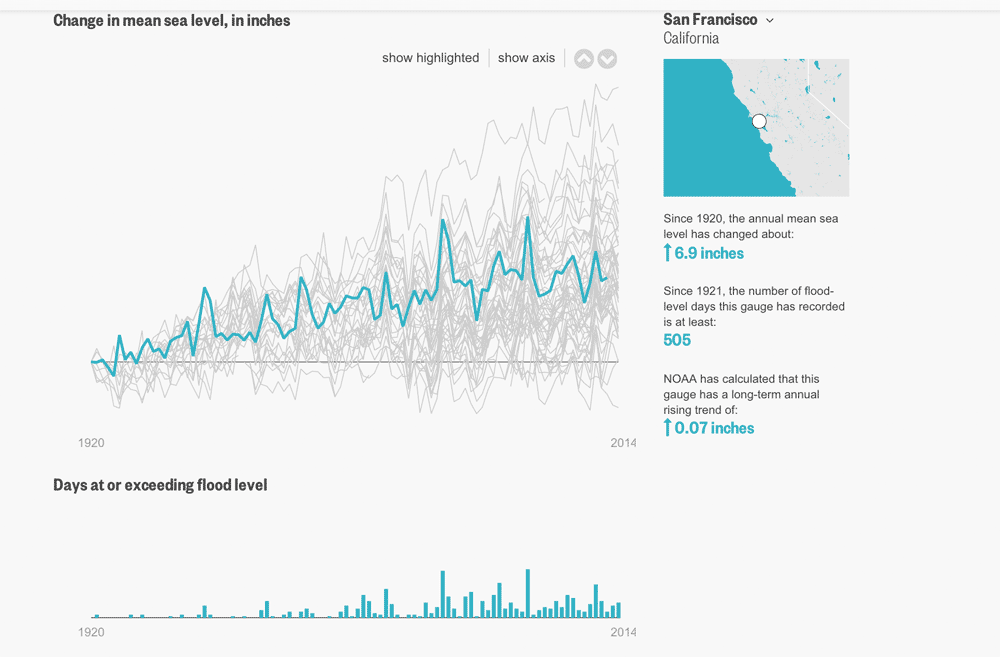 Change in mean sea level, in inches
show highlighted
show axis
1920
2014
Days at or exceeding flood level
1920
2014
San Francisco
California
Since 1920, the annual mean sea
level has changed about:
6.9 inches
Since 1921, the number of flood-
level days this gauge has recorded
is at least:
505
NOAA has calculated that this
gauge has a long-term annual
rising trend of:
0.07 inches